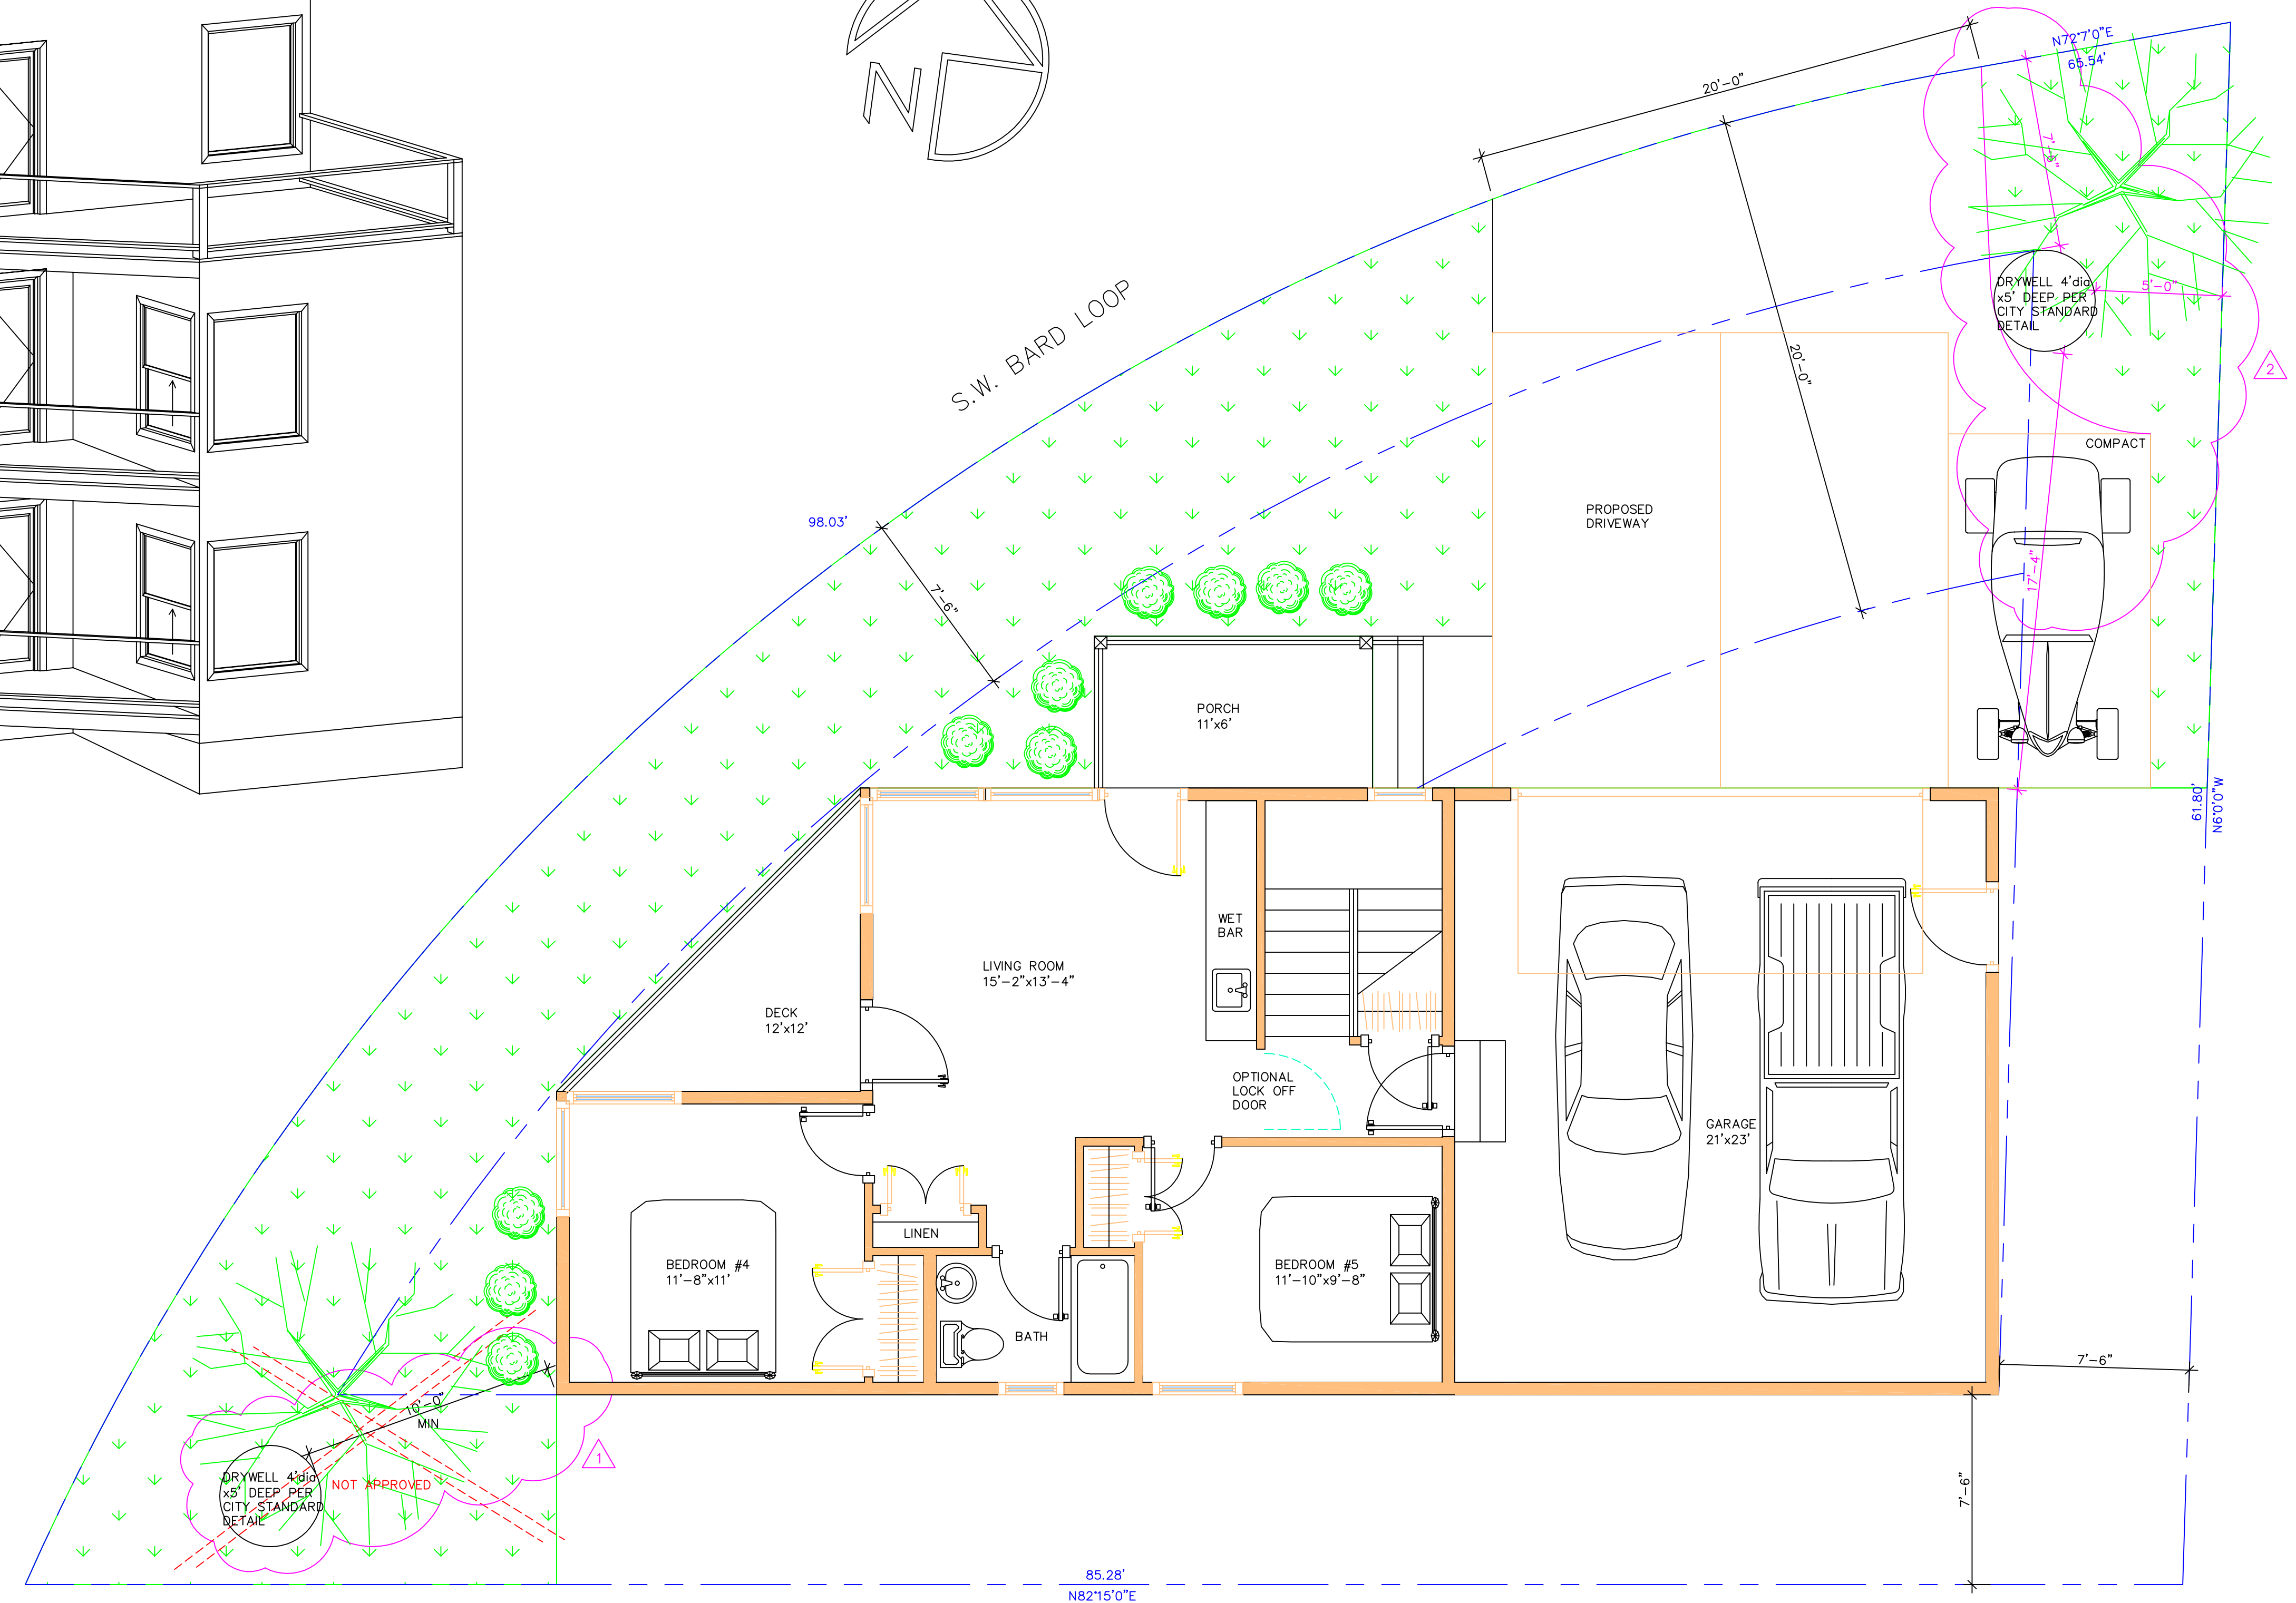 N
N72°7'0"E
65.54'
20'-0"
7'-6"
DRYWELL 4'dia
x5' DEEP PER
CITY STANDARD
DETAIL
5'-0"
2
S.W. BARD LOOP
20'-0"
COMPACT
98.03'
PROPOSED
DRIVEWAY
7'-6"
17'-4"
PORCH
11'x6'
61.80'
N6°0'0"W
WET
BAR
LIVING ROOM
15'-2"x13'-4"
DECK
12'x12'
OPTIONAL
LOCK OFF
DOOR
GARAGE
21'x23'
LINEN
BEDROOM #4
11'-8"x11'
BEDROOM #5
11'-10"x9'-8"
BATH
7'-6"
10'-0"
MIN
1
DRYWELL 4'dia
x5' DEEP PER
CITY STANDARD
DETAIL
NOT APPROVED
7'-6"
85.28'
N82°15'0"E